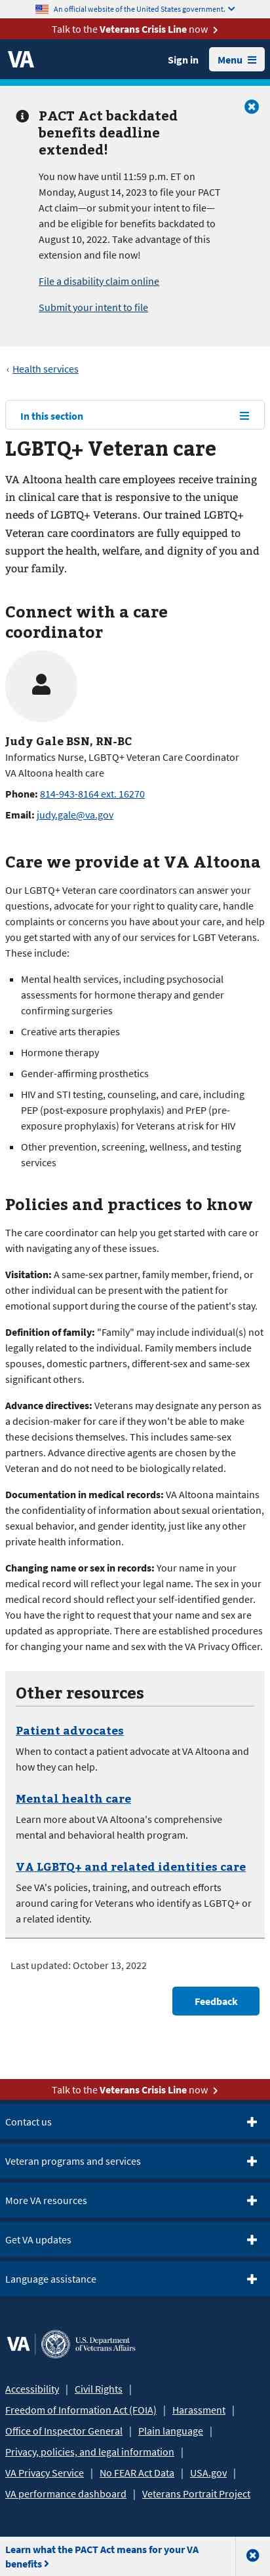 An official website of the United States government.
Talk to the Veterans Crisis Line now
VA
Sign in
Menu
PACT Act backdated
benefits deadline
extended!
You now have until 11:59 p.m. ET on
Monday, August 14, 2023 to file your PACT
Act claim—or submit your intent to file—
and be eligible for benefits backdated to
August 10, 2022. Take advantage of this
extension and file now!
File a disability claim online
Submit your intent to file
‹ Health services
In this section
LGBTQ+ Veteran care
VA Altoona health care employees receive training
in clinical care that is responsive to the unique
needs of LGBTQ+ Veterans. Our trained LGBTQ+
Veteran care coordinators are fully equipped to
support the health, welfare, and dignity of you and
your family.
Connect with a care
coordinator
Judy Gale BSN, RN-BC
Informatics Nurse, LGBTQ+ Veteran Care Coordinator
VA Altoona health care
Phone: 814-943-8164 ext. 16270
Email: judy.gale@va.gov
Care we provide at VA Altoona
Our LGBTQ+ Veteran care coordinators can answer your
questions, advocate for your right to quality care, handle
complaints or concerns you have about your care, and help
you get started with any of our services for LGBT Veterans.
These include:
Mental health services, including psychosocial
assessments for hormone therapy and gender
confirming surgeries
Creative arts therapies
Hormone therapy
Gender-affirming prosthetics
HIV and STI testing, counseling, and care, including
PEP (post-exposure prophylaxis) and PrEP (pre-
exposure prophylaxis) for Veterans at risk for HIV
Other prevention, screening, wellness, and testing
services
Policies and practices to know
The care coordinator can help you get started with care or
with navigating any of these issues.
Visitation: A same-sex partner, family member, friend, or
other individual can be present with the patient for
emotional support during the course of the patient's stay.
Definition of family: "Family" may include individual(s) not
legally related to the individual. Family members include
spouses, domestic partners, different-sex and same-sex
significant others.
Advance directives: Veterans may designate any person as
a decision-maker for care if they won't be able to make
these decisions themselves. This includes same-sex
partners. Advance directive agents are chosen by the
Veteran and do not need to be biologically related.
Documentation in medical records: VA Altoona maintains
the confidentiality of information about sexual orientation,
sexual behavior, and gender identity, just like any other
private health information.
Changing name or sex in records: Your name in your
medical record will reflect your legal name. The sex in your
medical record should reflect your self-identified gender.
You have the right to request that your name and sex are
updated as appropriate. There are established procedures
for changing your name and sex with the VA Privacy Officer.
Other resources
Patient advocates
When to contact a patient advocate at VA Altoona and
how they can help.
Mental health care
Learn more about VA Altoona's comprehensive
mental and behavioral health program.
VA LGBTQ+ and related identities care
See VA's policies, training, and outreach efforts
around caring for Veterans who identify as LGBTQ+ or
a related identity.
Last updated: October 13, 2022
Feedback
Talk to the Veterans Crisis Line now
Contact us
Veteran programs and services
More VA resources
Get VA updates
Language assistance
VA
U.S. Department
of Veterans Affairs
Accessibility | Civil Rights |
Freedom of Information Act (FOIA) | Harassment |
Office of Inspector General | Plain language |
Privacy, policies, and legal information |
VA Privacy Service | No FEAR Act Data | USA.gov |
VA performance dashboard | Veterans Portrait Project
Learn what the PACT Act means for your VA
benefits